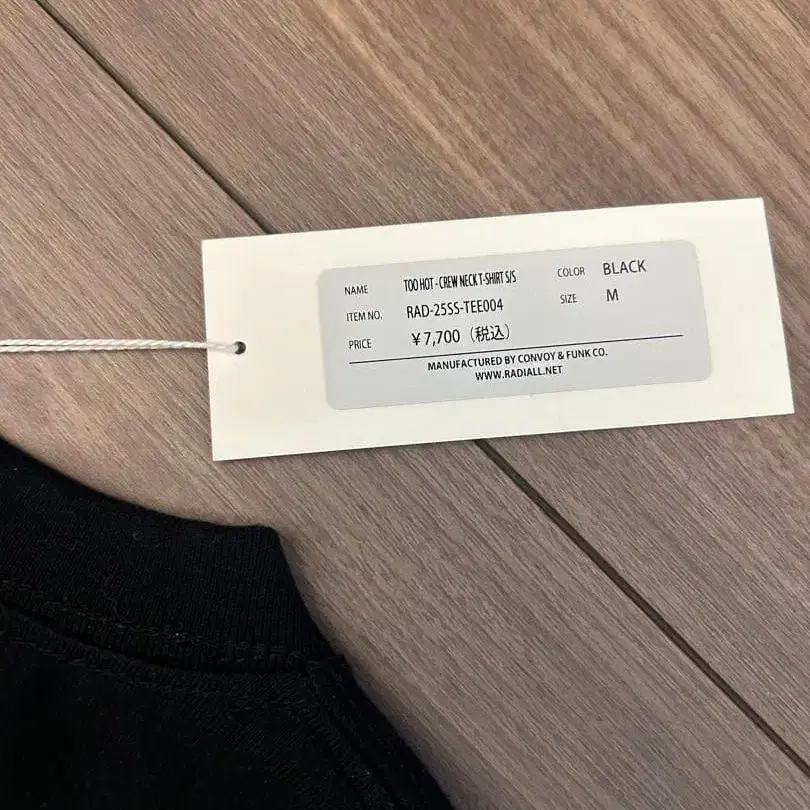 NAME TOO HOT - CREW NECK T-SHIRT S/S COLOR BLACK
ITEM NO. RAD-25SS-TEE004 SIZE M
PRICE ¥7,700（税込）
MANUFACTURED BY CONVOY & FUNK CO.
WWW.RADIALL.NET